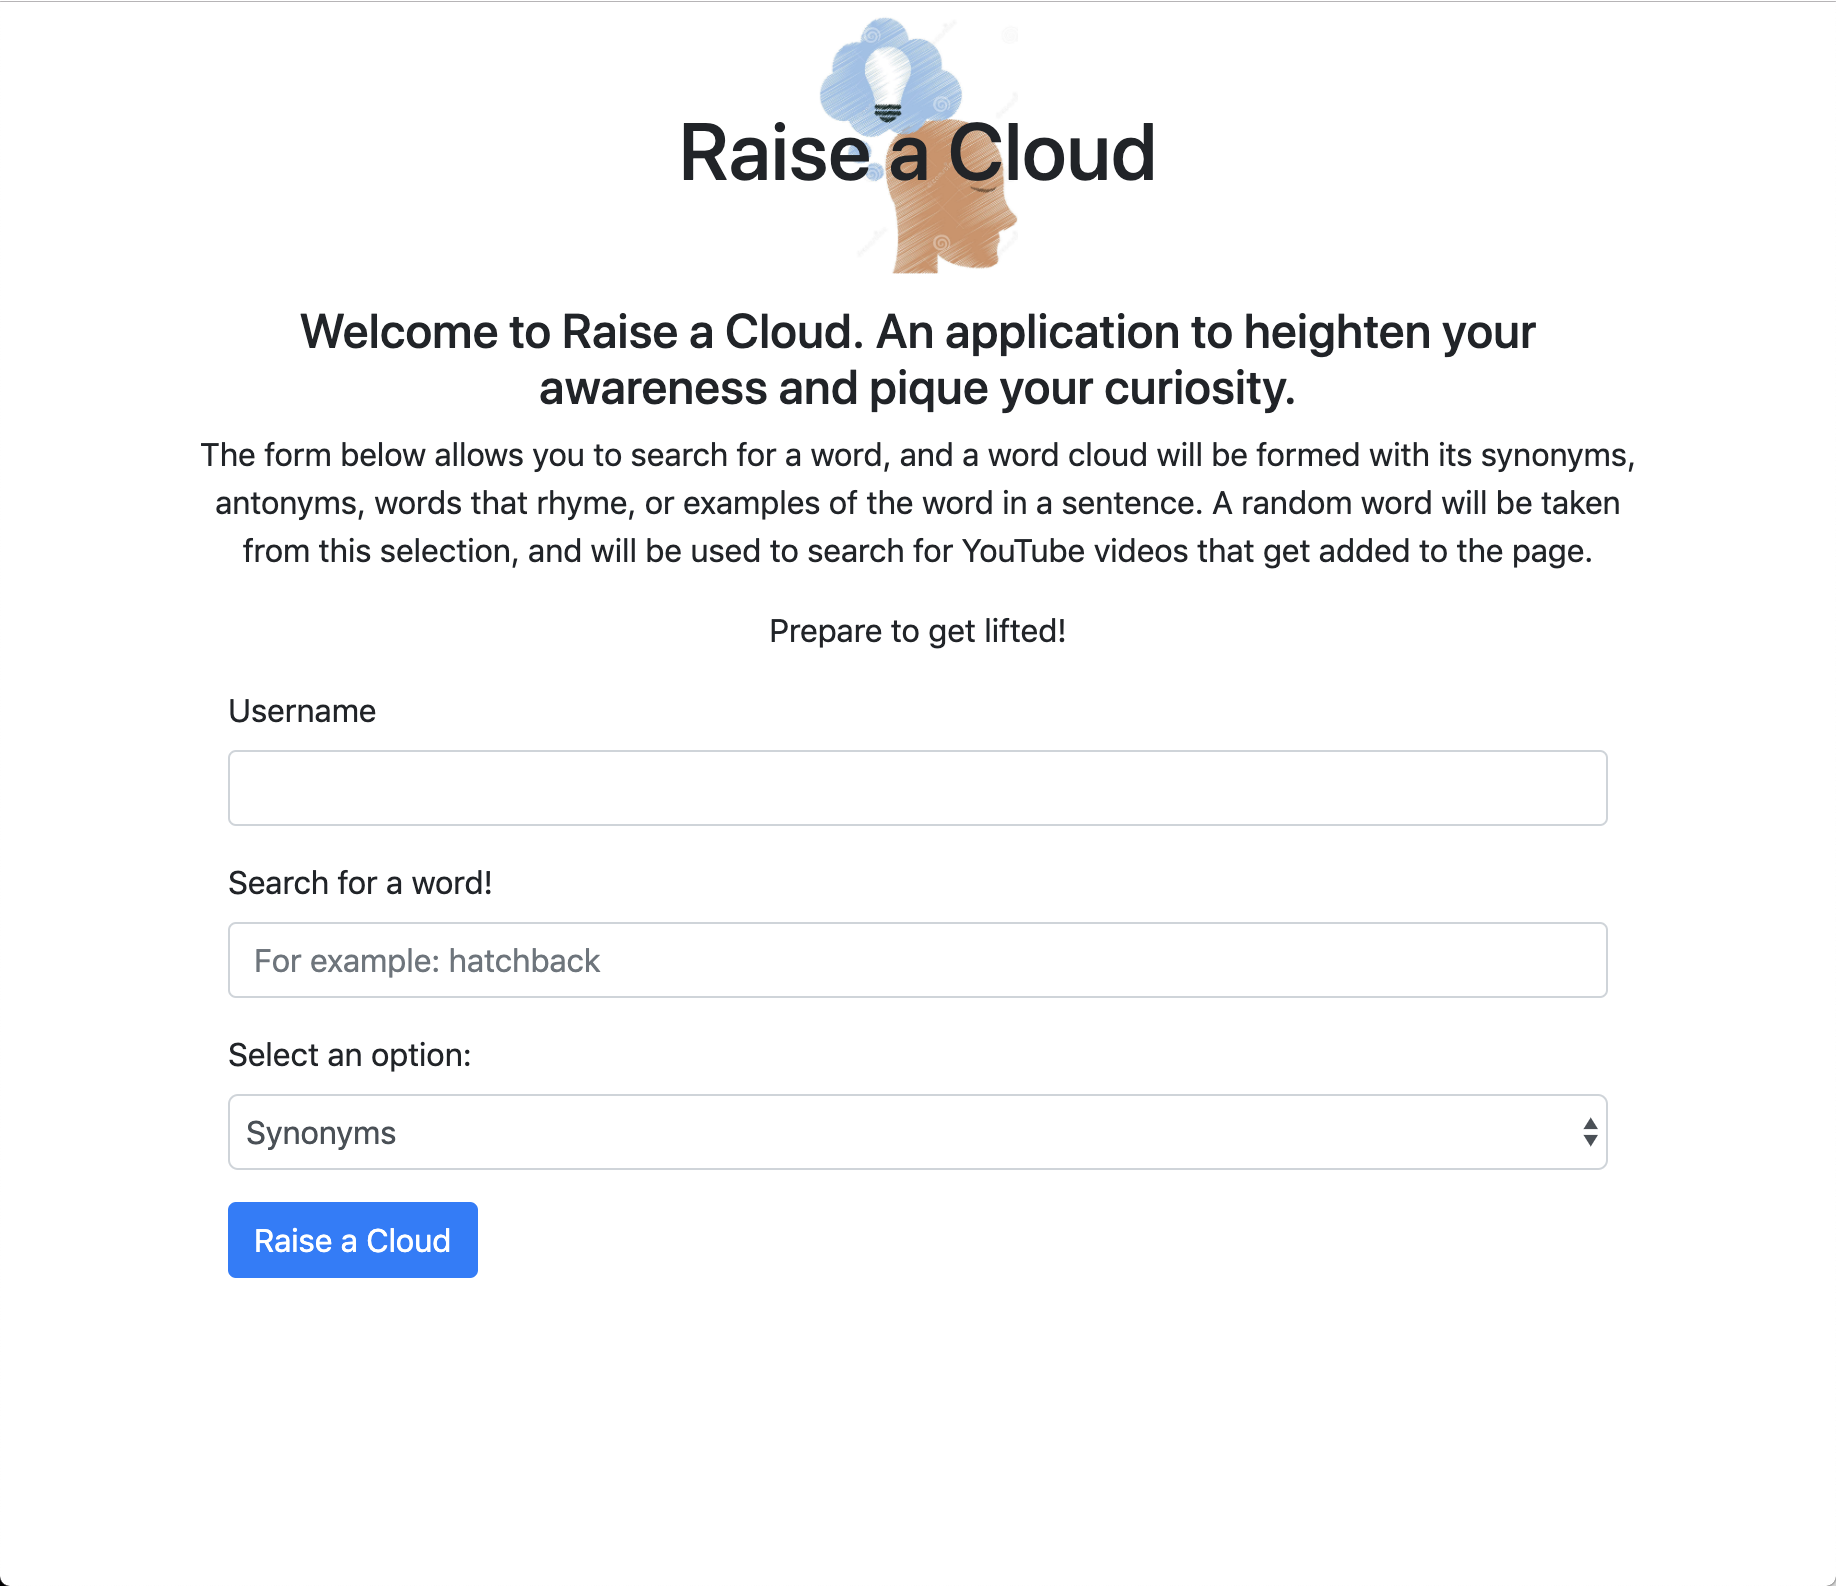 Raise a Cloud
Welcome to Raise a Cloud. An application to heighten your
awareness and pique your curiosity.
The form below allows you to search for a word, and a word cloud will be formed with its synonyms,
antonyms, words that rhyme, or examples of the word in a sentence. A random word will be taken
from this selection, and will be used to search for YouTube videos that get added to the page.
Prepare to get lifted!
Username
Search for a word!
For example: hatchback
Select an option:
Synonyms
Raise a Cloud